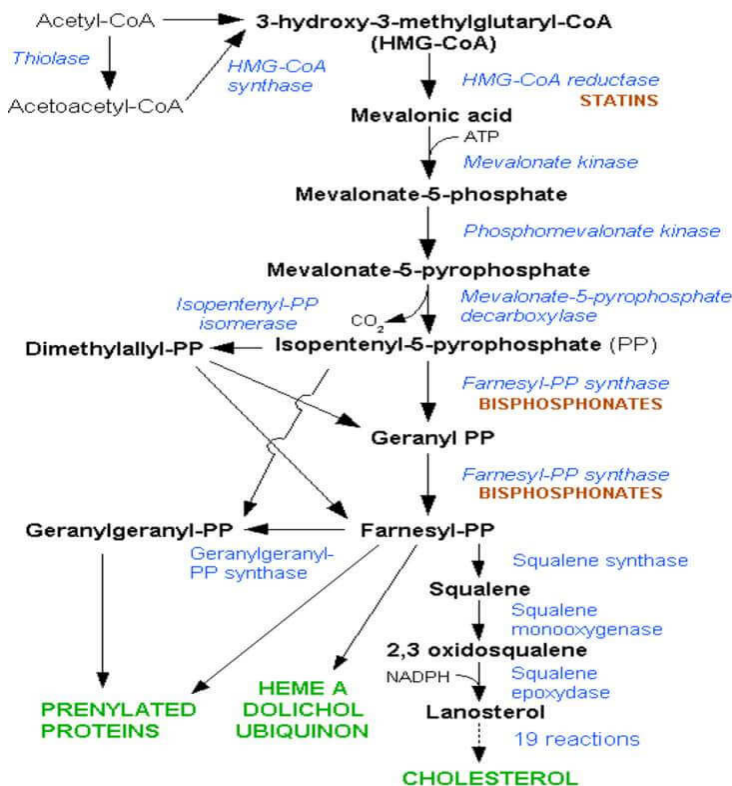 Acetyl-CoA
3-hydroxy-3-methylglutaryl-CoA
(HMG-CoA)
Thiolase
HMG-CoA
synthase
HMG-CoA reductase
STATINS
Acetoacetyl-CoA
Mevalonic acid
ATP
Mevalonate kinase
Mevalonate-5-phosphate
Phosphomevalonate kinase
Mevalonate-5-pyrophosphate
Isopentenyl-PP
isomerase
CO2
Mevalonate-5-pyrophosphate
decarboxylase
Dimethylallyl-PP
Isopentenyl-5-pyrophosphate (PP)
Farnesyl-PP synthase
BISPHOSPHONATES
Geranyl PP
Farnesyl-PP synthase
BISPHOSPHONATES
Geranylgeranyl-PP
Farnesyl-PP
Geranylgeranyl-
PP synthase
Squalene synthase
Squalene
Squalene
monooxygenase
2,3 oxidosqualene
NADPH
Squalene
epoxydase
Lanosterol
PRENYLATED
PROTEINS
HEME A
DOLICHOL
UBIQUINON
19 reactions
CHOLESTEROL